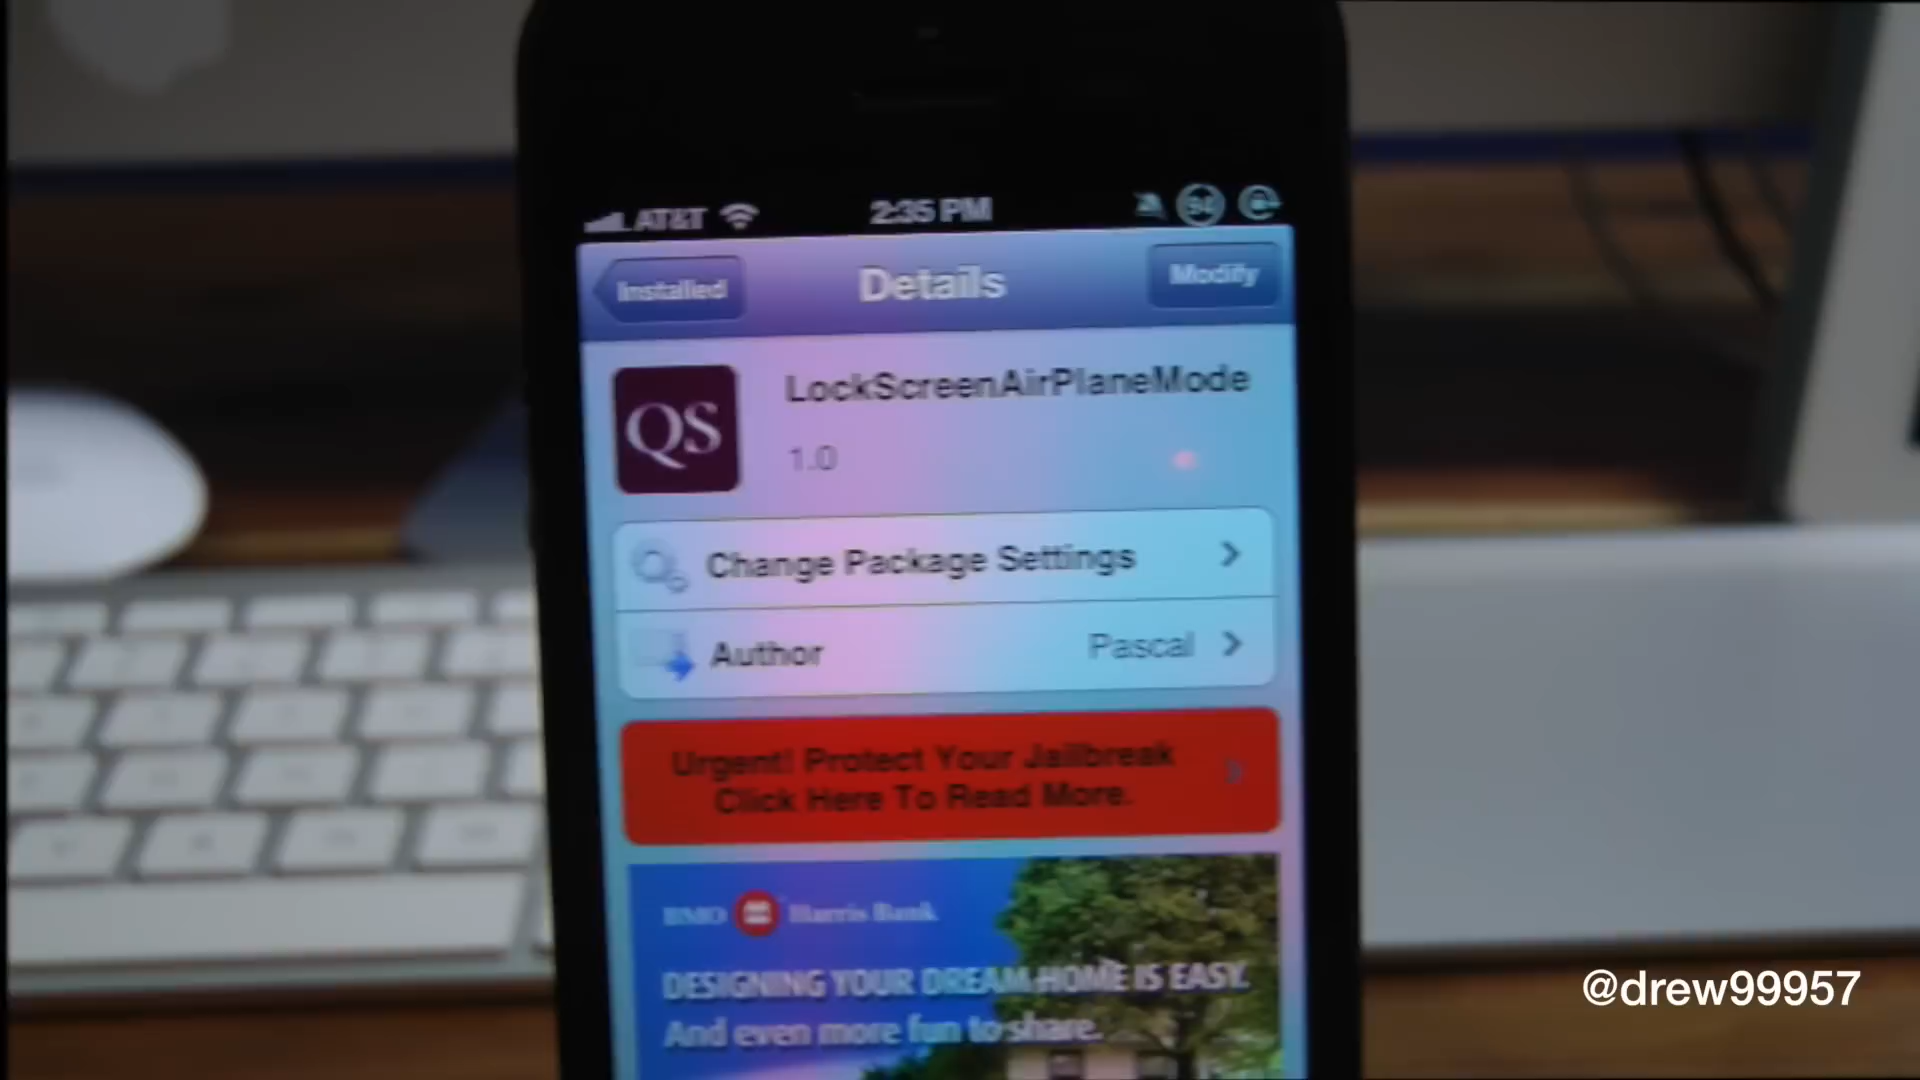 AT&T
2:35 PM
94
Installed
Details
Modify
QS
LockScreenAirPlaneMode
1.0
Change Package Settings
Author
Pascal
Urgent! Protect Your Jailbreak
Click Here To Read More.
BMO Harris Bank
DESIGNING YOUR DREAM HOME IS EASY.
And even more fun to share.
@drew99957